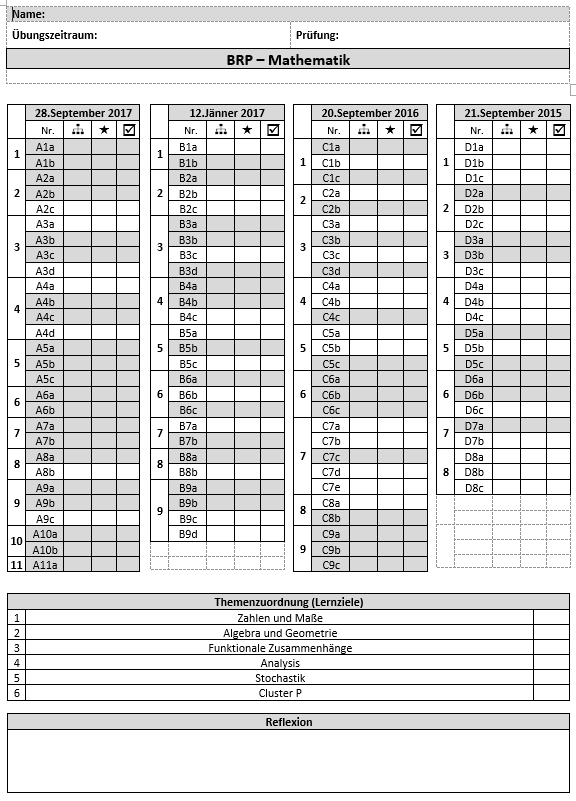 Name:
Übungszeitraum: Prüfung:
BRP – Mathematik
28.September 2017
Nr.
1 A1a
A1b
2 A2a
A2b
A2c
3 A3a
A3b
A3c
A3d
4 A4a
A4b
A4c
A4d
5 A5a
A5b
A5c
6 A6a
A6b
7 A7a
A7b
8 A8a
A8b
9 A9a
A9b
A9c
10 A10a
A10b
11 A11a
12.Jänner 2017
Nr.
1 B1a
B1b
2 B2a
B2b
B2c
3 B3a
B3b
B3c
B3d
4 B4a
B4b
B4c
5 B5a
B5b
B5c
6 B6a
B6b
B6c
7 B7a
B7b
8 B8a
B8b
9 B9a
B9b
B9c
B9d
20.September 2016
Nr.
1 C1a
C1b
C1c
2 C2a
C2b
3 C3a
C3b
C3c
C3d
4 C4a
C4b
C4c
5 C5a
C5b
C5c
6 C6a
C6b
C6c
7 C7a
C7b
C7c
C7d
C7e
8 C8a
C8b
9 C9a
C9b
C9c
21.September 2015
Nr.
1 D1a
D1b
D1c
2 D2a
D2b
D2c
3 D3a
D3b
D3c
4 D4a
D4b
D4c
5 D5a
D5b
D5c
6 D6a
D6b
D6c
7 D7a
D7b
8 D8a
D8b
D8c
Themenzuordnung (Lernziele)
1 Zahlen und Maße
2 Algebra und Geometrie
3 Funktionale Zusammenhänge
4 Analysis
5 Stochastik
6 Cluster P
Reflexion